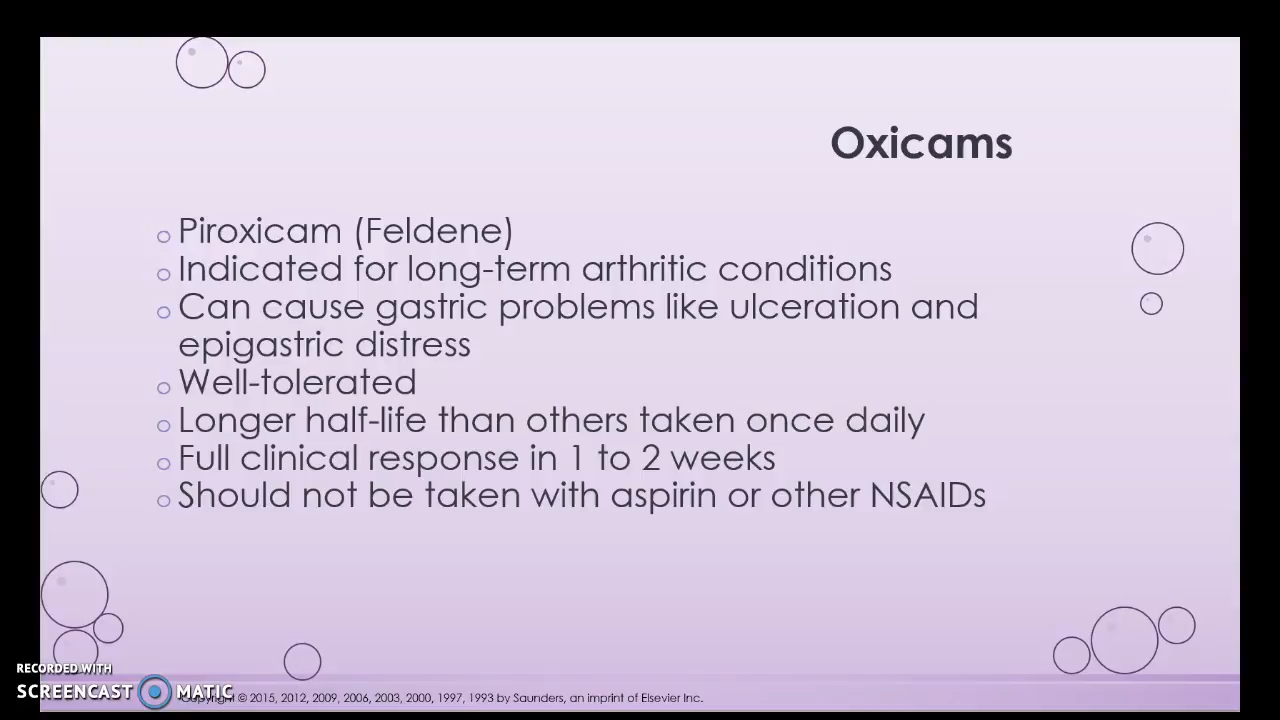 Oxicams
Piroxicam (Feldene)
Indicated for long-term arthritic conditions
Can cause gastric problems like ulceration and
epigastric distress
Well-tolerated
Longer half-life than others taken once daily
Full clinical response in 1 to 2 weeks
Should not be taken with aspirin or other NSAIDs
RECORDED WITH
SCREENCAST MATIC
Copyright © 2015, 2012, 2009, 2006, 2003, 2000, 1997, 1993 by Saunders, an imprint of Elsevier Inc.